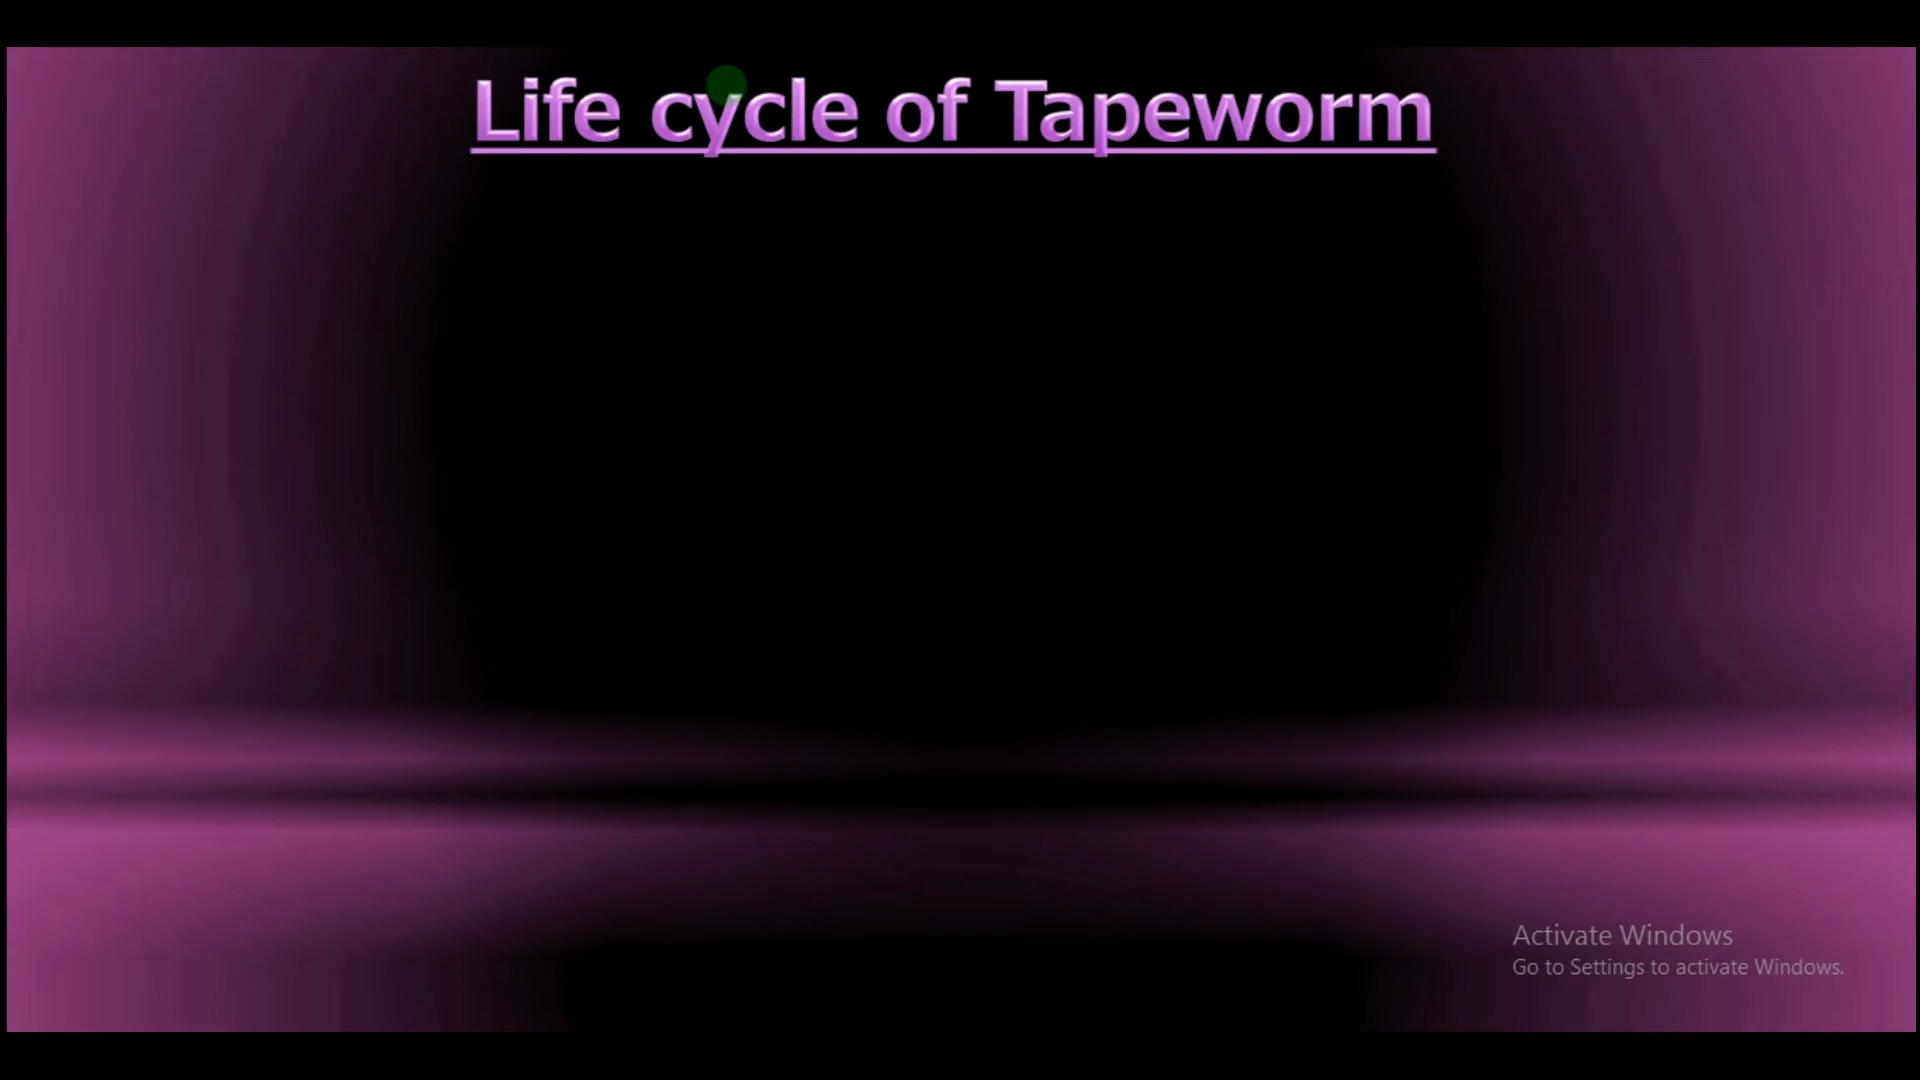 Life cycle of Tapeworm
Activate Windows
Go to Settings to activate Windows.